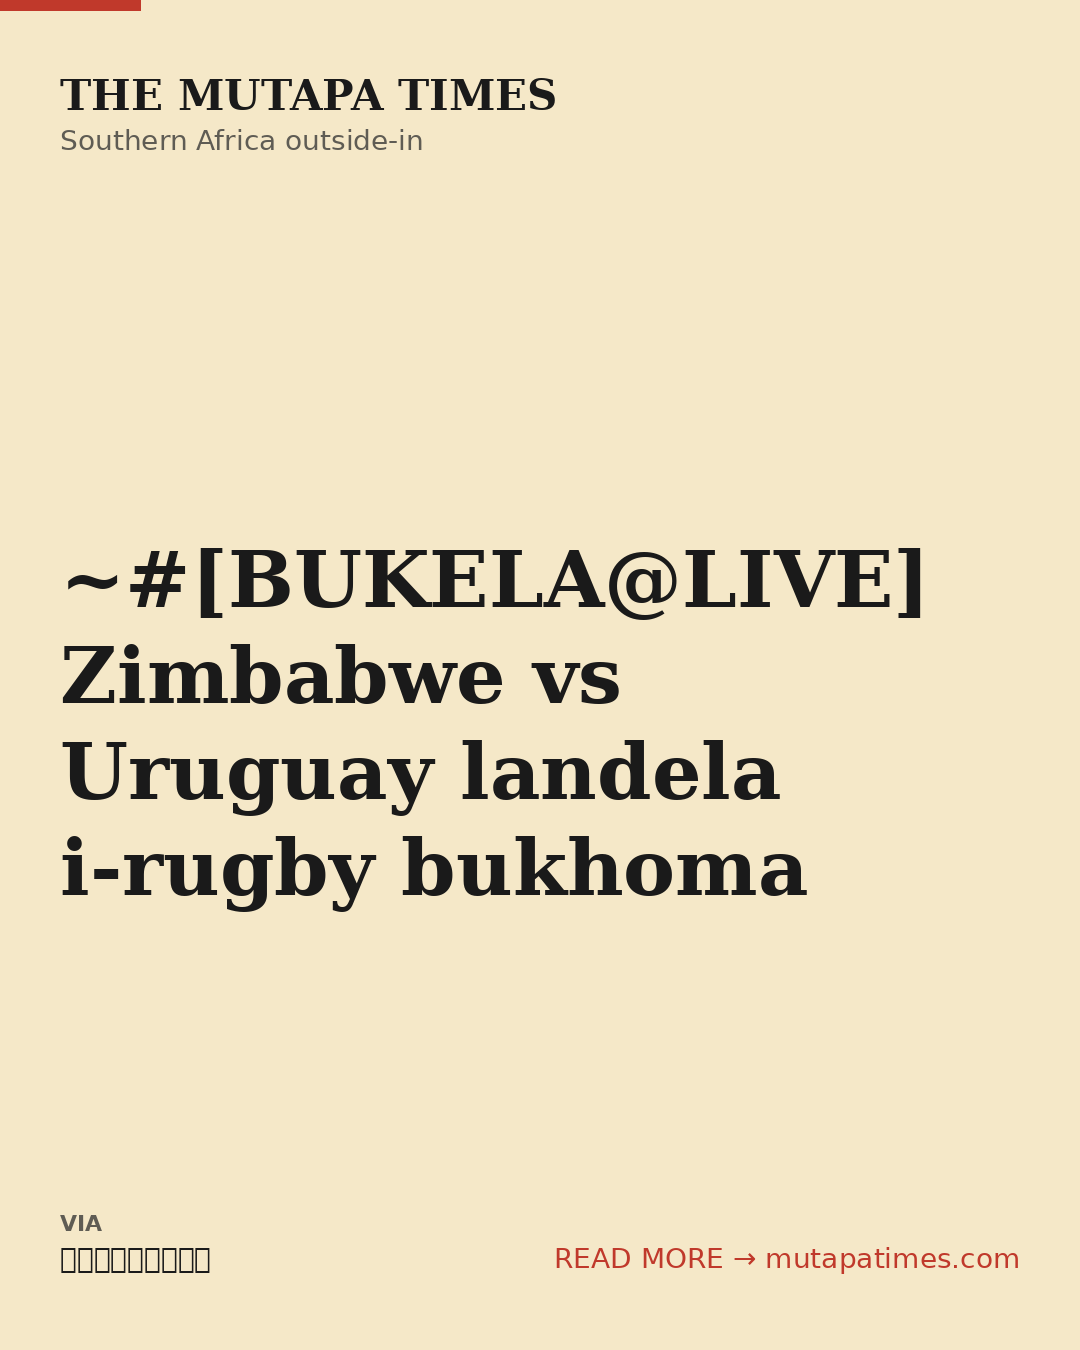 THE MUTAPA TIMES
Southern Africa outside-in
~#[BUKELA@LIVE]
Zimbabwe vs
Uruguay landela
i-rugby bukhoma
VIA
READ MORE → mutapatimes.com